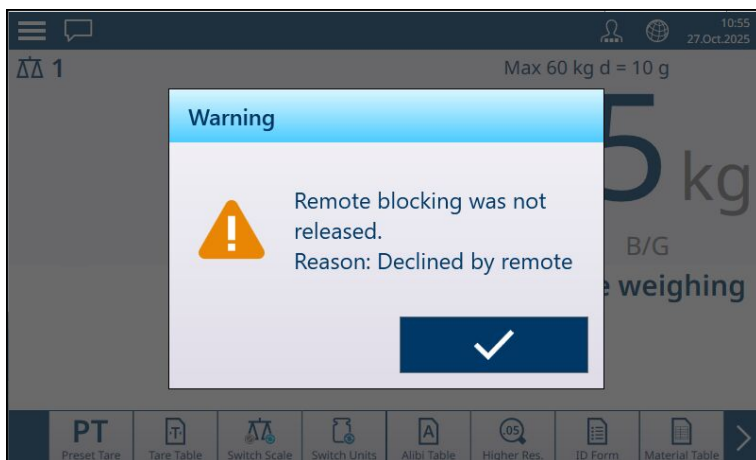 10:55
27.Oct.2025
1
Max 60 kg d = 10 g
Warning
5 kg
Remote blocking was not
released.
Reason: Declined by remote
B/G
weighing
PT
Preset Tare
T
Tare Table
Switch Scale
Switch Units
A
Alibi Table
.05
Higher Res.
ID Form
Material Table